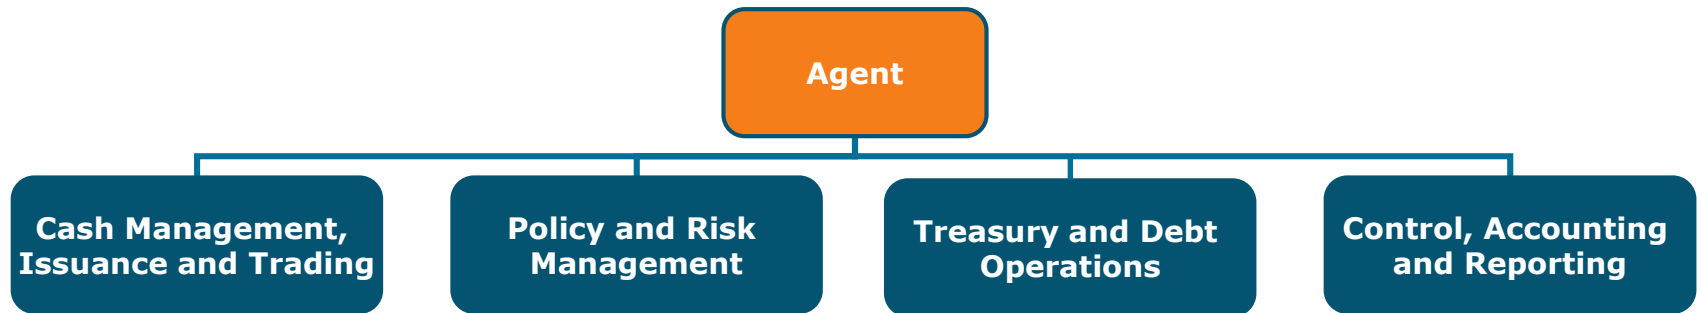 Agent
Cash Management,
Issuance and Trading
Policy and Risk
Management
Treasury and Debt
Operations
Control, Accounting
and Reporting